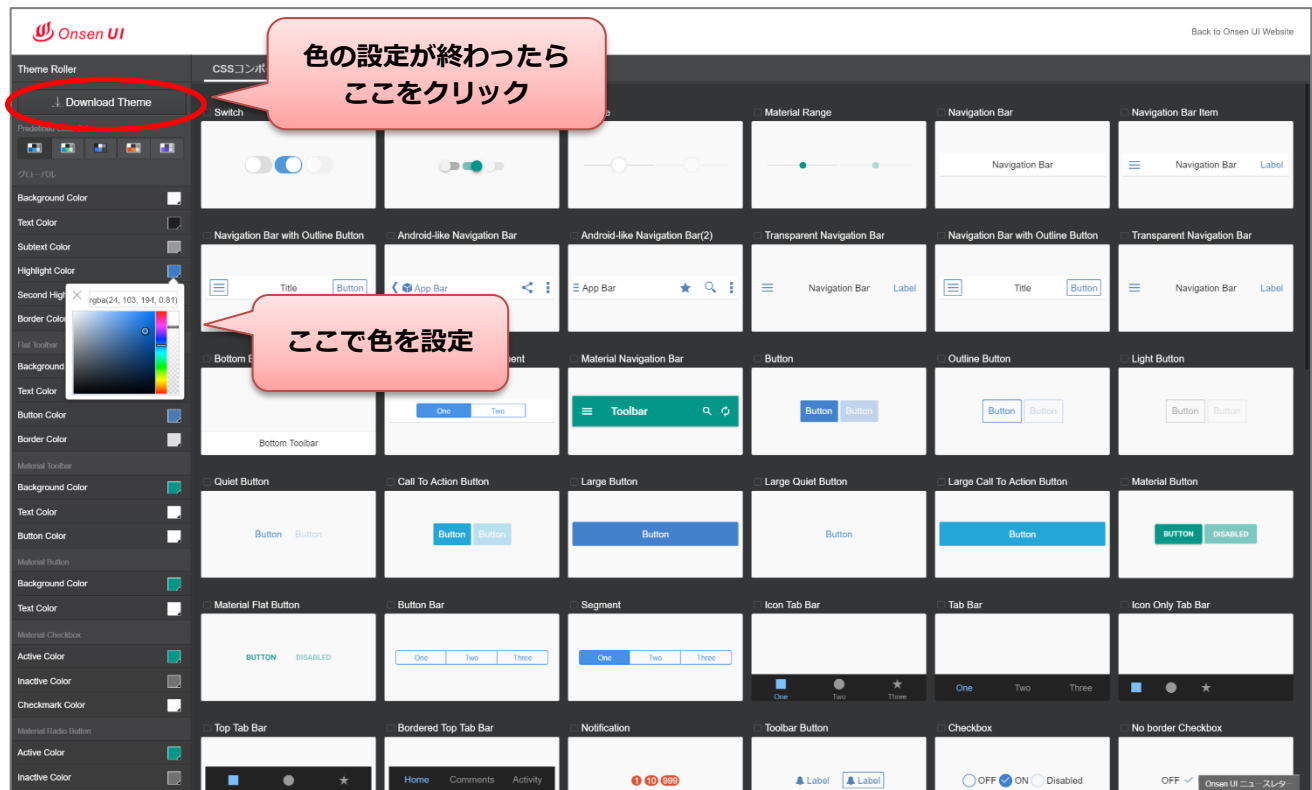 Onsen UI
Back to Onsen UI Website
色の設定が終わったら
ここをクリック
Theme Roller
CSSコンポ
Download Theme
グローバル
Background Color
Text Color
Subtext Color
Highlight Color
Second High
rgba(24, 103, 194, 0.81)
Border Color
Flat Toolbar
Background
Text Color
Button Color
Border Color
Material Toolbar
Background Color
Text Color
Button Color
Material Button
Background Color
Text Color
Material Checkbox
Active Color
Inactive Color
Checkmark Color
Material Radio Button
Active Color
Inactive Color
ここで色を設定
Switch
Material Range
Navigation Bar
Navigation Bar Item
Navigation Bar
Navigation Bar
Label
Navigation Bar with Outline Button
Android-like Navigation Bar
Android-like Navigation Bar(2)
Transparent Navigation Bar
Navigation Bar with Outline Button
Transparent Navigation Bar
Title
Button
App Bar
App Bar
Navigation Bar
Label
Title
Button
Navigation Bar
Label
Material Navigation Bar
Button
Outline Button
Light Button
Bottom Toolbar
One
Two
Toolbar
Button
Button
Button
Button
Button
Button
Quiet Button
Call To Action Button
Large Button
Large Quiet Button
Large Call To Action Button
Material Button
Button
Button
Button
Button
Button
Button
Button
BUTTON
DISABLED
Material Flat Button
Button Bar
Segment
Icon Tab Bar
Tab Bar
Icon Only Tab Bar
BUTTON
DISABLED
One
Two
Three
One
Two
Three
One
Two
Three
One
Two
Three
Top Tab Bar
Bordered Top Tab Bar
Notification
Toolbar Button
Checkbox
No border Checkbox
Home
Comments
Activity
1
10
999
Label
Label
OFF
ON
Disabled
OFF
Onsen UI ニュースレター